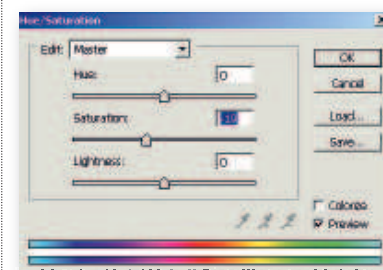 Hue/Saturation
Edit: Master
Hue: 0
Saturation:
Lightness: 0
OK
Cancel
Load...
Save...
Colorize
Preview